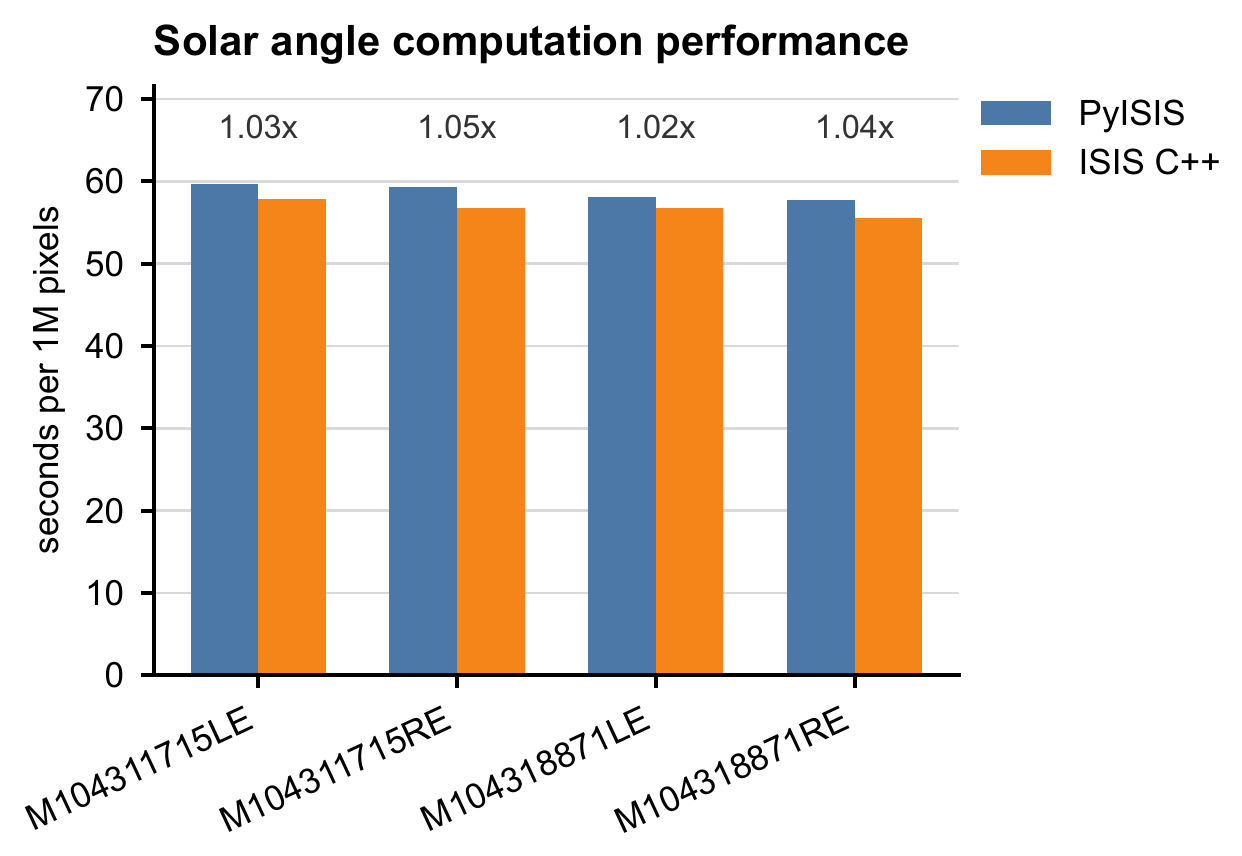 Solar angle computation performance
70
60
50
40
30
20
10
0
seconds per 1M pixels
1.03x
1.05x
1.02x
1.04x
PyISIS
ISIS C++
M104311715LE
M104311715RE
M104318871LE
M104318871RE